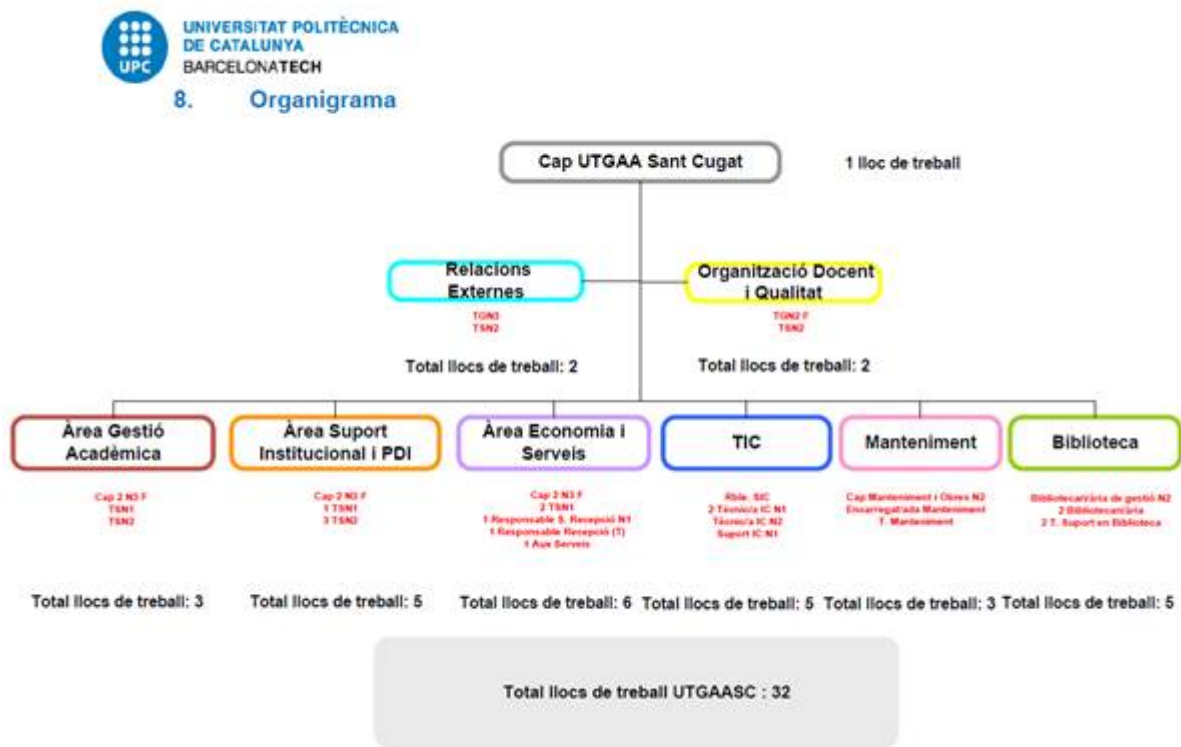 UNIVERSITAT POLITÈCNICA
DE CATALUNYA
BARCELONATECH
UPC
8. Organigrama
Cap UTGAA Sant Cugat
1 lloc de treball
Relacions
Externes
TGN3
TSN2
Total llocs de treball: 2
Organització Docent
i Qualitat
TGN2 F
TSN2
Total llocs de treball: 2
Àrea Gestió
Acadèmica
Cap 2 N3 F
TSN1
TSN2
Total llocs de treball: 3
Àrea Suport
Institucional i PDI
Cap 2 N3 F
1 TSN1
3 TSN2
Total llocs de treball: 5
Àrea Economia i
Serveis
Cap 2 N3 F
2 TSN1
1 Responsable S. Recepció N1
1 Responsable Recepció (T)
1 Aux Serveis
Total llocs de treball: 6
TIC
Rble. SIC
2 Tècnic/a IC N1
Tècnic/a IC N2
Suport IC N1
Total llocs de treball: 5
Manteniment
Cap Manteniment i Obres N2
Encarregat/ada Manteniment
T. Manteniment
Total llocs de treball: 3
Biblioteca
Bibliotecari/ària de gestió N2
2 Bibliotecari/ària
2 T. Suport en Biblioteca
Total llocs de treball: 5
Total llocs de treball UTGAASC : 32